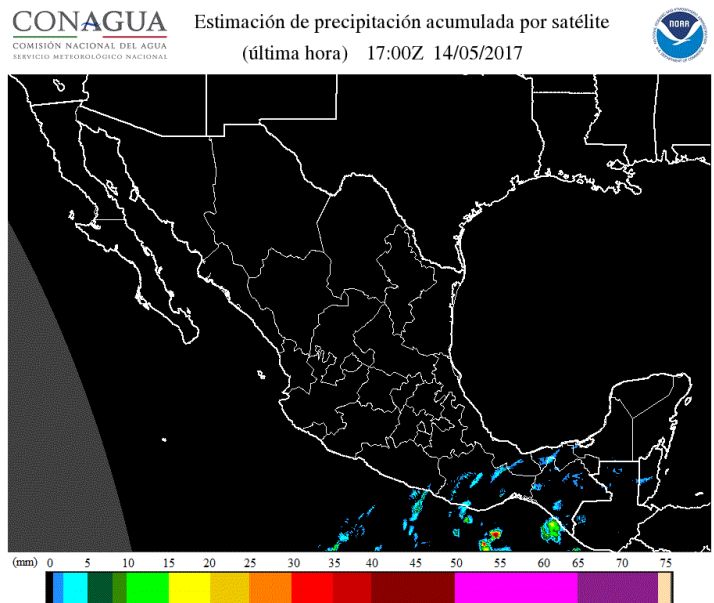 CONAGUA
COMISIÓN NACIONAL DEL AGUA
SERVICIO METEOROLÓGICO NACIONAL
Estimación de precipitación acumulada por satélite
(última hora) 17:00Z 14/05/2017
NOAA
(mm) 0 5 10 15 20 25 30 35 40 45 50 55 60 65 70 75